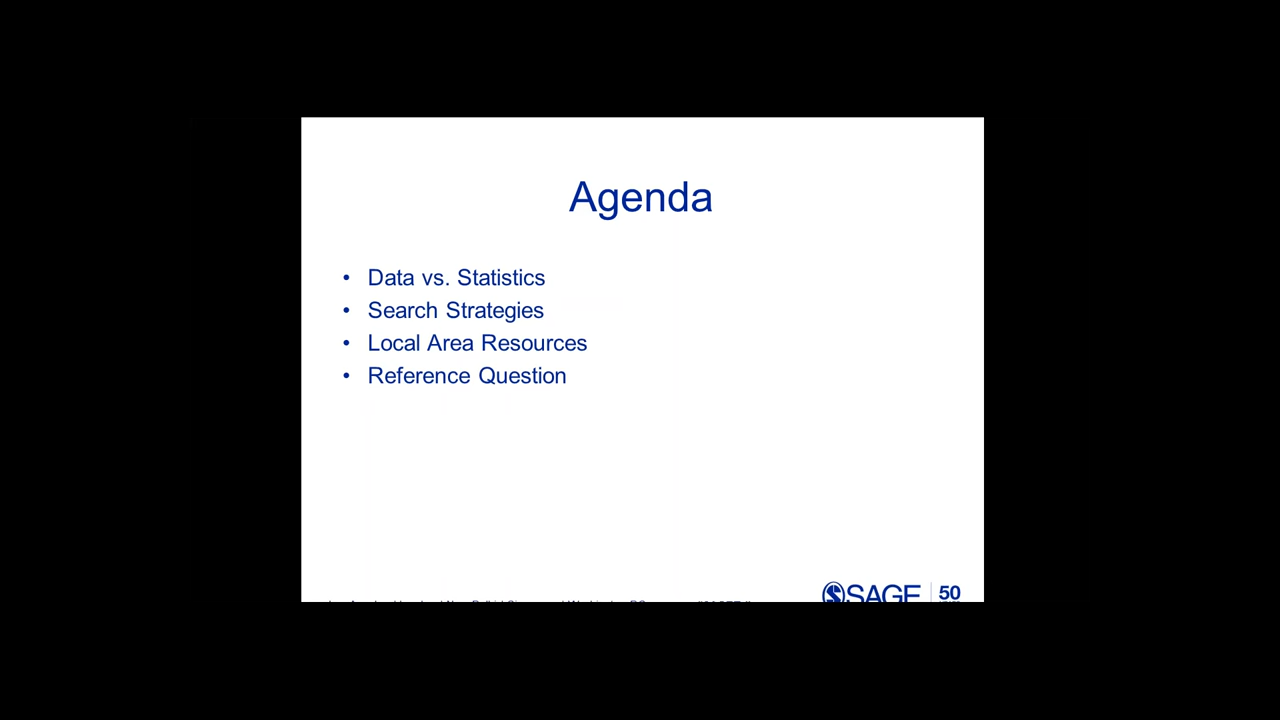 Agenda
• Data vs. Statistics
• Search Strategies
• Local Area Resources
• Reference Question
SAGE | 50